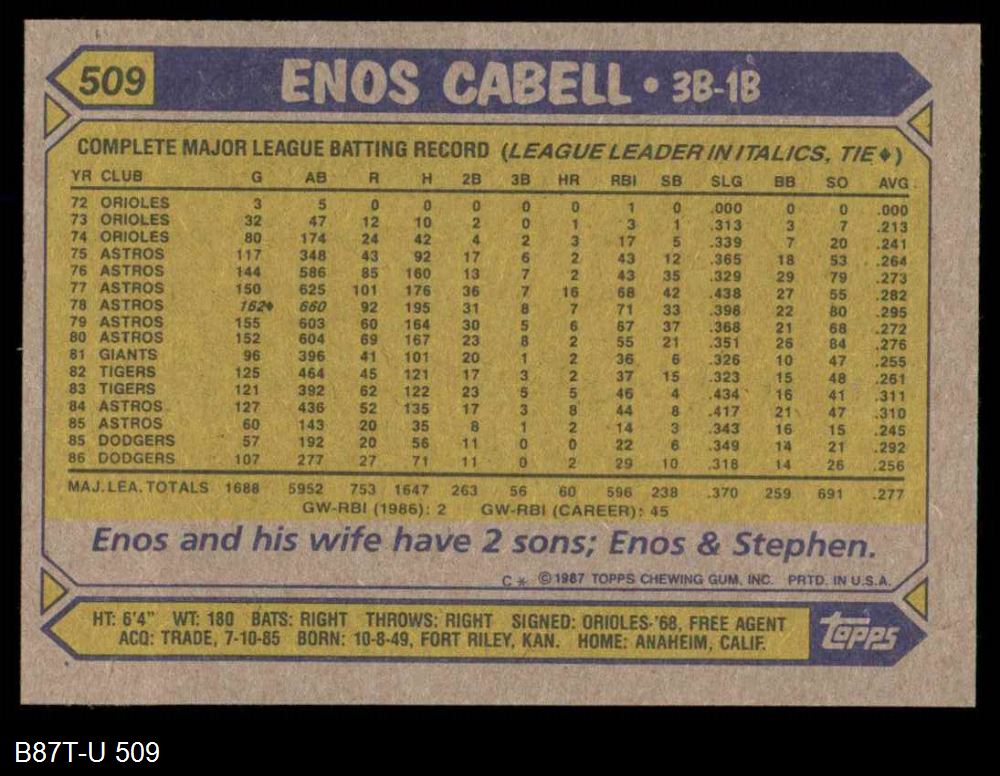 509 ENOS CABELL • 3B-1B
COMPLETE MAJOR LEAGUE BATTING RECORD (LEAGUE LEADER IN ITALICS, TIE♦)
YR CLUB G AB R H 2B 3B HR RBI SB SLG BB SO AVG.
72 ORIOLES 3 5 0 0 0 0 0 1 0 .000 0 0 .000
73 ORIOLES 32 47 12 10 2 0 1 3 1 .313 3 7 .213
74 ORIOLES 80 174 24 42 4 2 3 17 5 .339 7 20 .241
75 ASTROS 117 348 43 92 17 6 2 43 12 .365 18 53 .264
76 ASTROS 144 586 85 160 13 7 2 43 35 .329 29 79 .273
77 ASTROS 150 625 101 176 36 7 16 68 42 .438 27 55 .282
78 ASTROS 162♦ 660 92 195 31 8 7 71 33 .398 22 80 .295
79 ASTROS 155 603 60 164 30 5 6 67 37 .368 21 68 .272
80 ASTROS 152 604 69 167 23 8 2 55 21 .351 26 84 .276
81 GIANTS 96 396 41 101 20 1 2 36 6 .326 10 47 .255
82 TIGERS 125 464 45 121 17 3 2 37 15 .323 15 48 .261
83 TIGERS 121 392 62 122 23 5 5 46 4 .434 16 41 .311
84 ASTROS 127 436 52 135 17 3 8 44 8 .417 21 47 .310
85 ASTROS 60 143 20 35 8 1 2 14 3 .343 16 15 .245
85 DODGERS 57 192 20 56 11 0 0 22 6 .349 14 21 .292
86 DODGERS 107 277 27 71 11 0 2 29 10 .318 14 26 .256
MAJ. LEA. TOTALS 1688 5952 753 1647 263 56 60 596 238 .370 259 691 .277
GW-RBI (1986): 2 GW-RBI (CAREER): 45
Enos and his wife have 2 sons; Enos & Stephen.
C* ©1987 TOPPS CHEWING GUM, INC. PRTD. IN U.S.A.
HT: 6'4" WT: 180 BATS: RIGHT THROWS: RIGHT SIGNED: ORIOLES-'68, FREE AGENT
ACQ: TRADE, 7-10-85 BORN: 10-8-49, FORT RILEY, KAN. HOME: ANAHEIM, CALIF.
topps
B87T-U 509